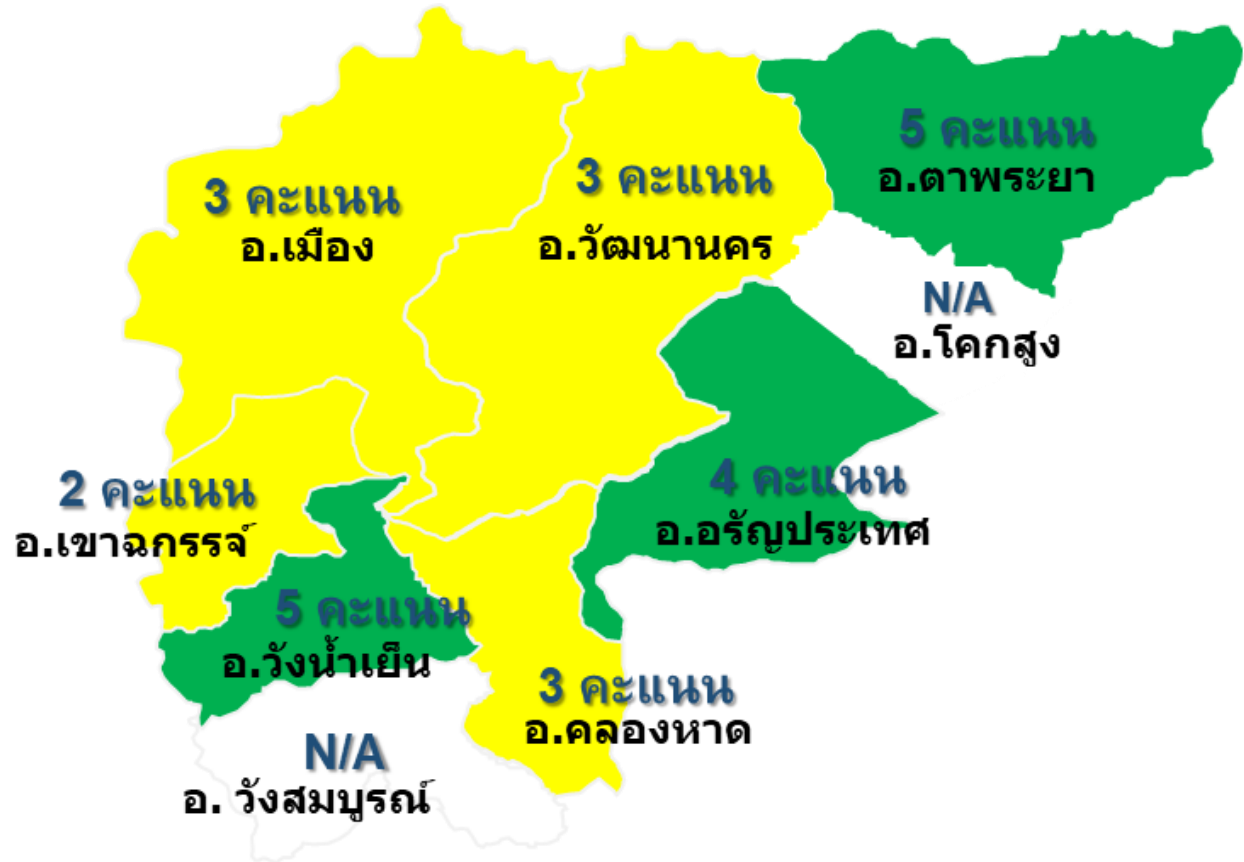 5 คะแนน
อ.ตาพระยา
3 คะแนน
อ.เมือง
3 คะแนน
อ.วัฒนานคร
N/A
อ.โคกสูง
2 คะแนน
อ.เขาฉกรรจ์
4 คะแนน
อ.อรัญประเทศ
5 คะแนน
อ.วังน้ำเย็น
3 คะแนน
อ.คลองหาด
N/A
อ. วังสมบูรณ์